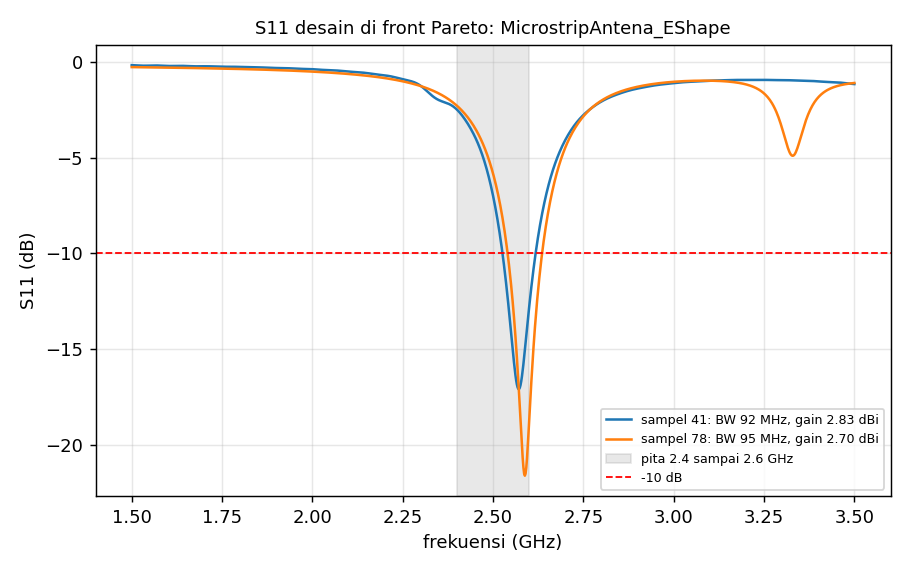 S11 desain di front Pareto: MicrostripAntena_EShape
S11 (dB)
0
−5
−10
−15
−20
sampel 41: BW 92 MHz, gain 2.83 dBi
sampel 78: BW 95 MHz, gain 2.70 dBi
pita 2.4 sampai 2.6 GHz
-10 dB
1.50 1.75 2.00 2.25 2.50 2.75 3.00 3.25 3.50
frekuensi (GHz)